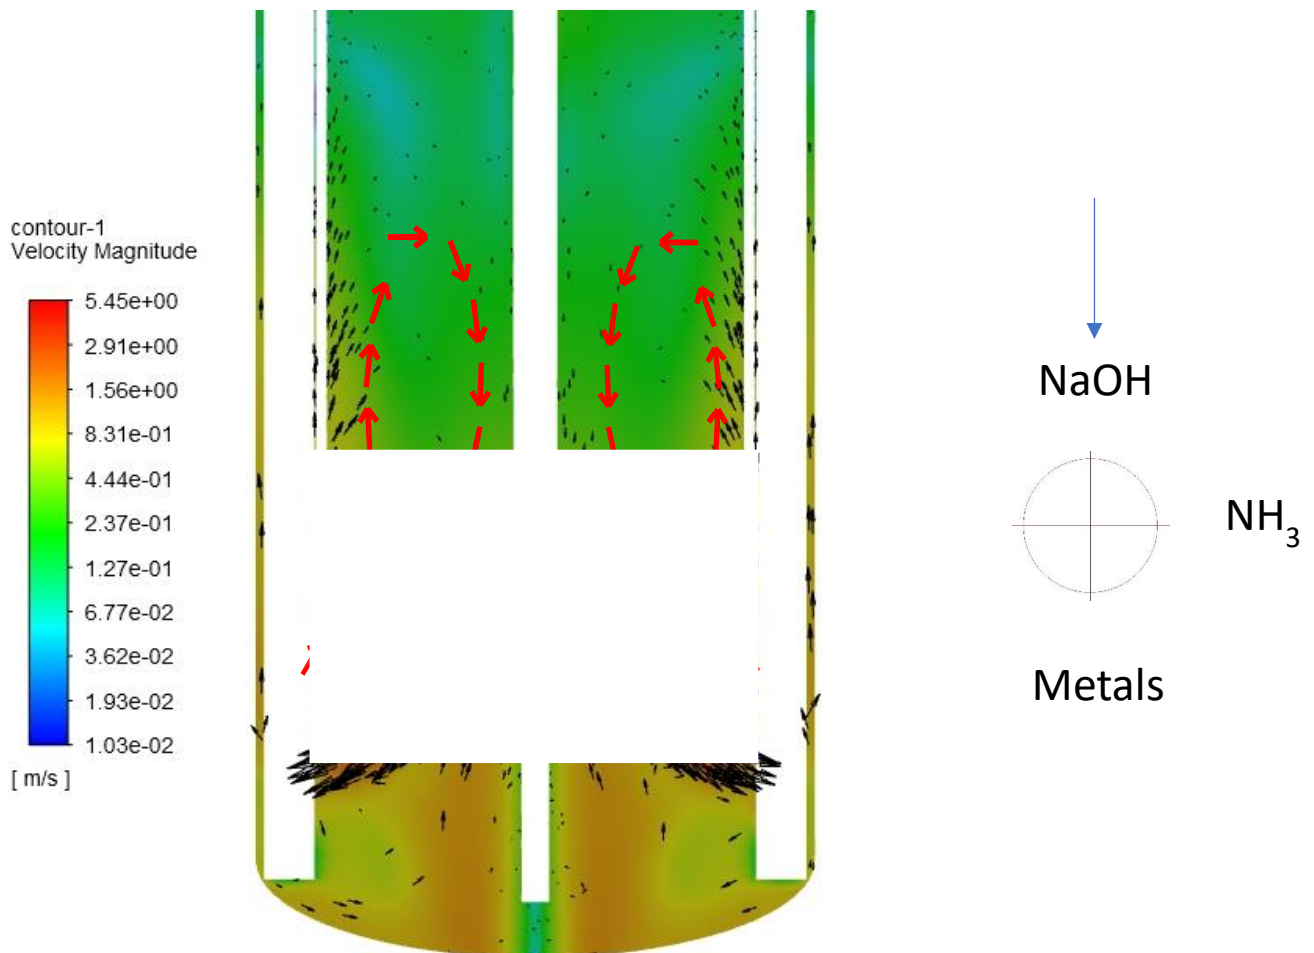 contour-1
Velocity Magnitude
5.45e+00
2.91e+00
1.56e+00
8.31e-01
4.44e-01
2.37e-01
1.27e-01
6.77e-02
3.62e-02
1.93e-02
1.03e-02
[ m/s ]
NaOH
NH₃
Metals